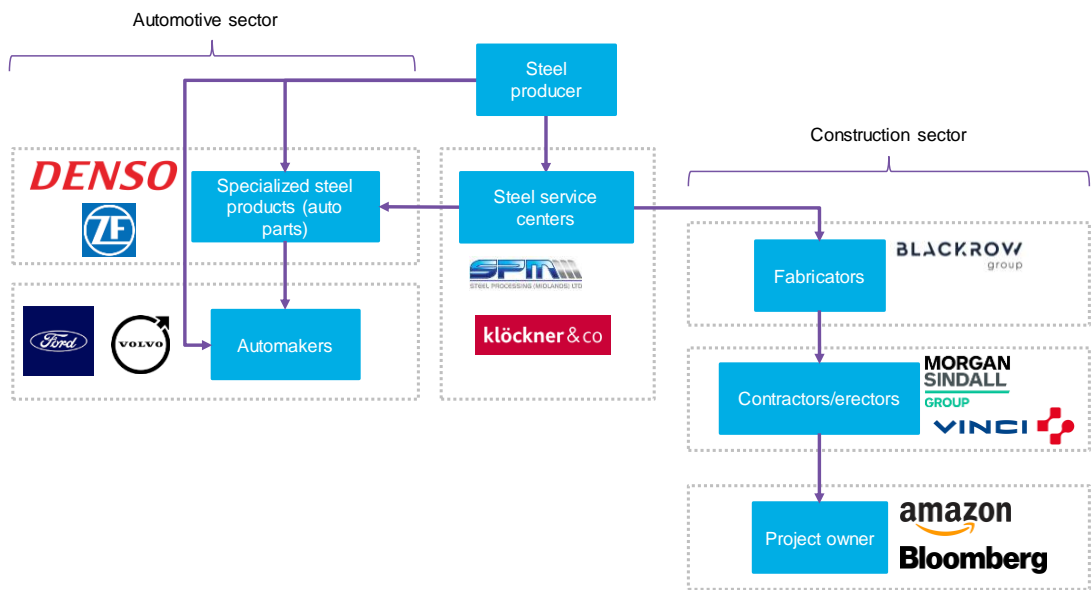 Automotive sector
Steel
producer
Construction sector
DENSO
ZF
Specialized steel
products (auto
parts)
Steel service
centers
SPM
STEEL PROCESSING (MIDLANDS) LTD
klöckner&co
Fabricators
BLACKROW
group
Ford
VOLVO
Automakers
Contractors/erectors
MORGAN
SINDALL
GROUP
VINCI
Project owner
amazon
Bloomberg